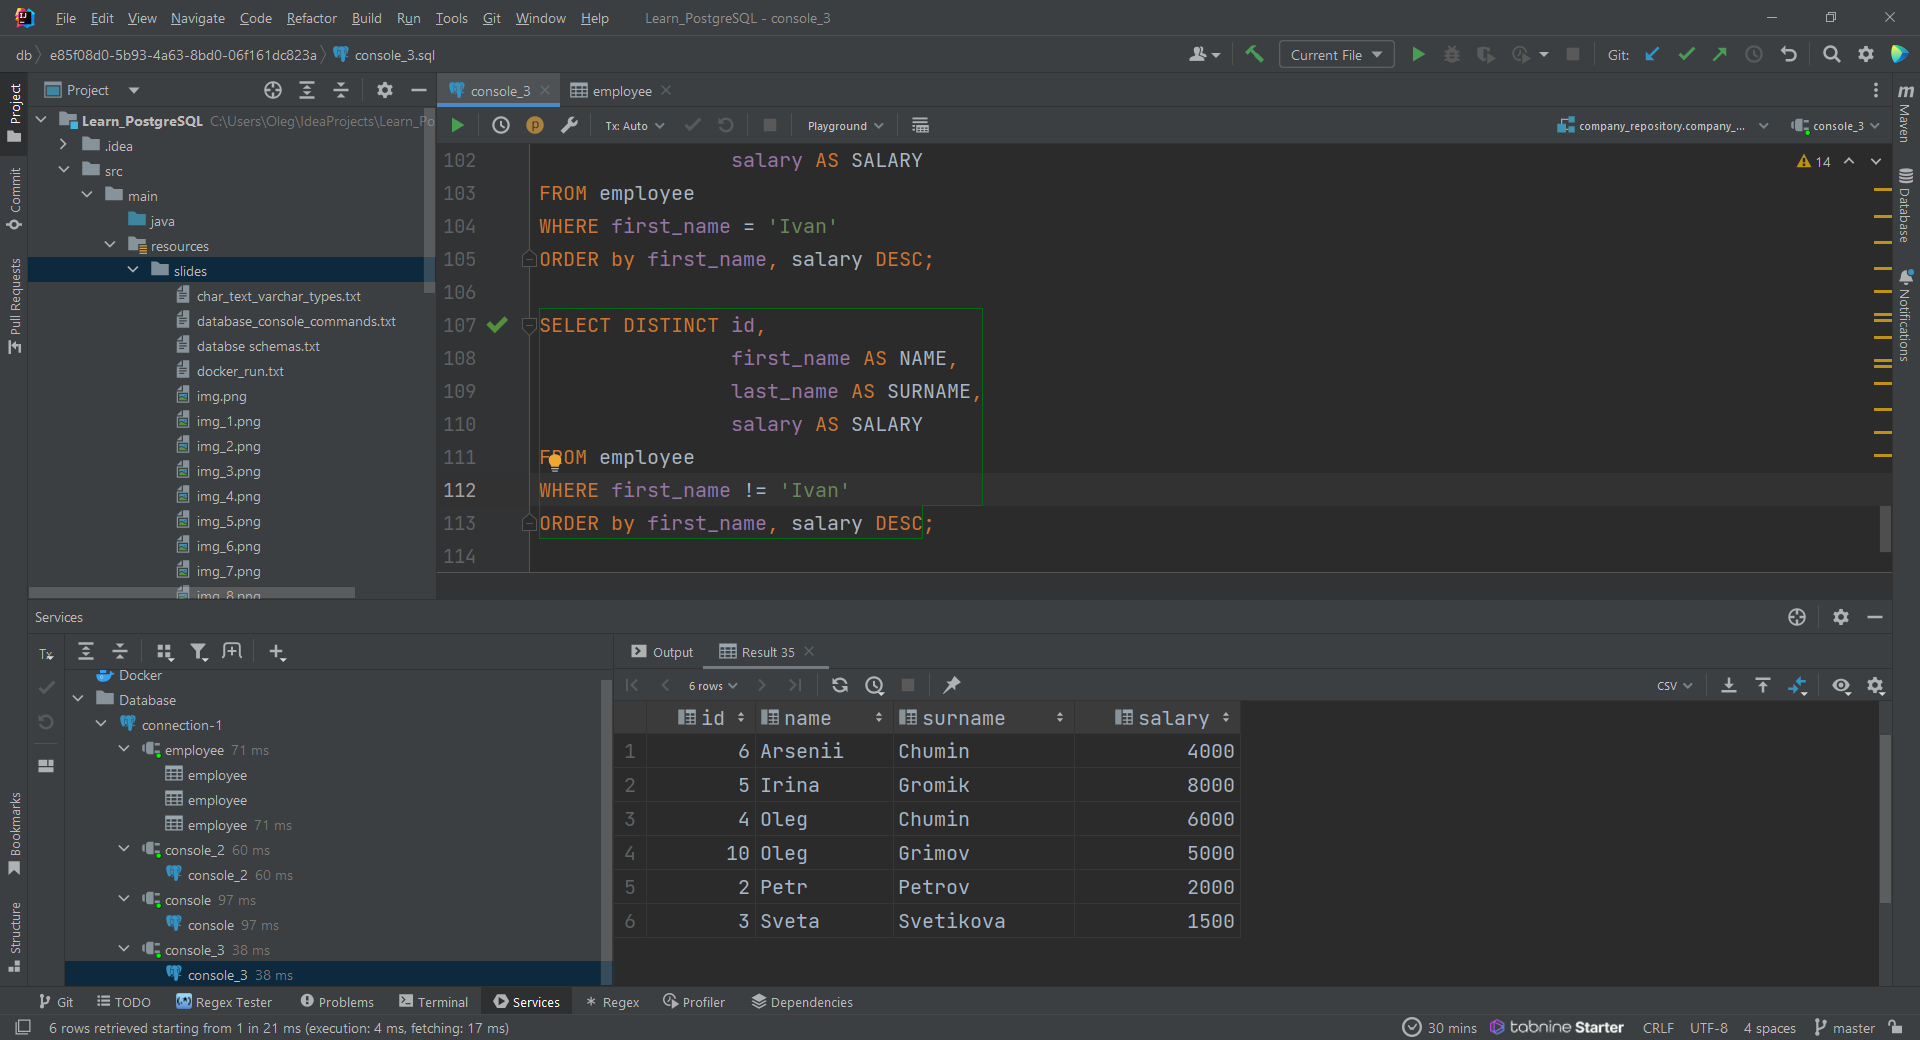 File Edit View Navigate Code Refactor Build Run Tools Git Window Help Learn_PostgreSQL - console_3
db e85f08d0-5b93-4a63-8bd0-06f161dc823a console_3.sql Current File Git:
Project
Commit
Pull Requests
Bookmarks
Structure
Project
Learn_PostgreSQL C:\Users\Oleg\IdeaProjects\Learn_Po
.idea
src
main
java
resources
slides
char_text_varchar_types.txt
database_console_commands.txt
databse schemas.txt
docker_run.txt
img.png
img_1.png
img_2.png
img_3.png
img_4.png
img_5.png
img_6.png
img_7.png
img_8.png
console_3 employee
Tx: Auto Playground company_repository.company_... console_3
14
102 salary AS SALARY
103 FROM employee
104 WHERE first_name = 'Ivan'
105 ORDER by first_name, salary DESC;
106
107 SELECT DISTINCT id,
108 first_name AS NAME,
109 last_name AS SURNAME,
110 salary AS SALARY
111 FROM employee
112 WHERE first_name != 'Ivan'
113 ORDER by first_name, salary DESC;
114
m Maven
Database
Notifications
Services
Tx
Docker
Database
connection-1
employee 71 ms
employee
employee
employee 71 ms
console_2 60 ms
console_2 60 ms
console 97 ms
console 97 ms
console_3 38 ms
console_3 38 ms
Output Result 35
6 rows CSV
id name surname salary
1 6 Arsenii Chumin 4000
2 5 Irina Gromik 8000
3 4 Oleg Chumin 6000
4 10 Oleg Grimov 5000
5 2 Petr Petrov 2000
6 3 Sveta Svetikova 1500
Git TODO Regex Tester Problems Terminal Services Regex Profiler Dependencies
6 rows retrieved starting from 1 in 21 ms (execution: 4 ms, fetching: 17 ms) 30 mins tabnine Starter CRLF UTF-8 4 spaces master